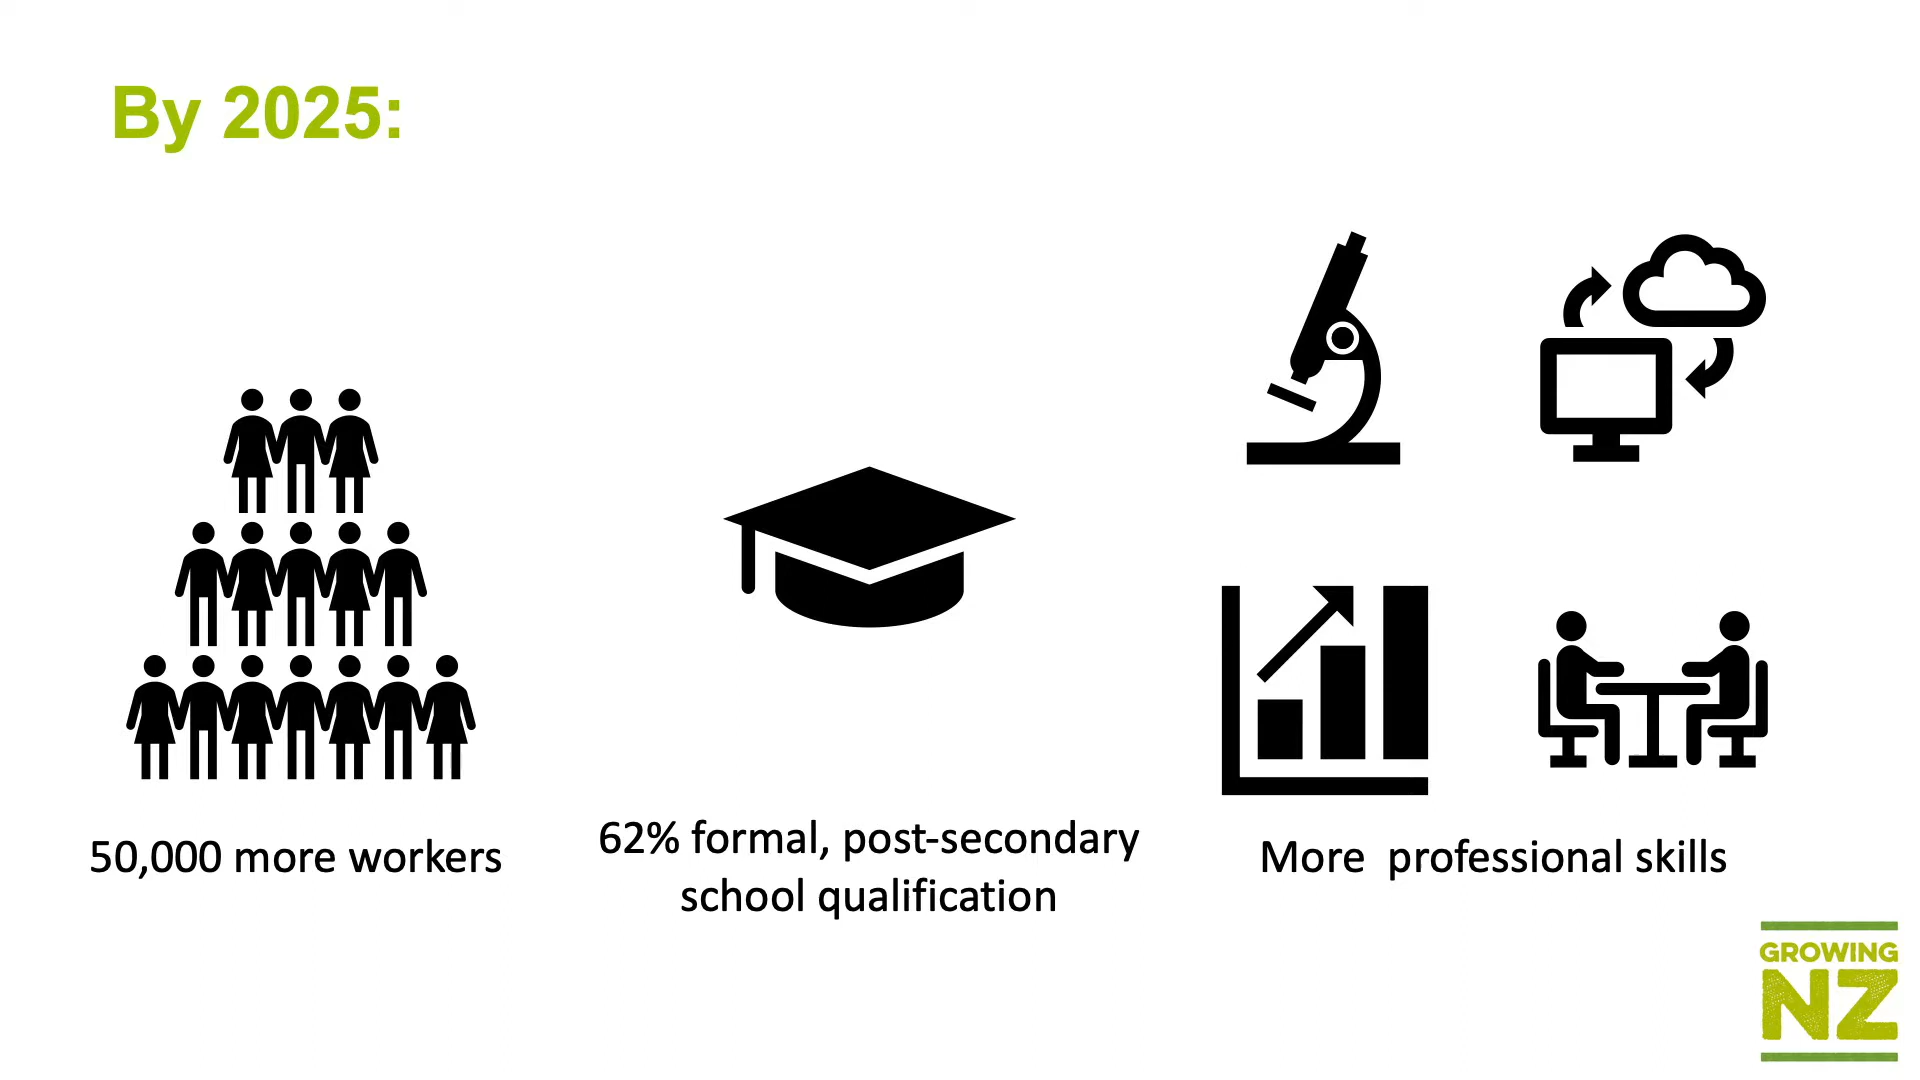 By 2025:
50,000 more workers
62% formal, post-secondary
school qualification
More  professional skills
GROWING
NZ